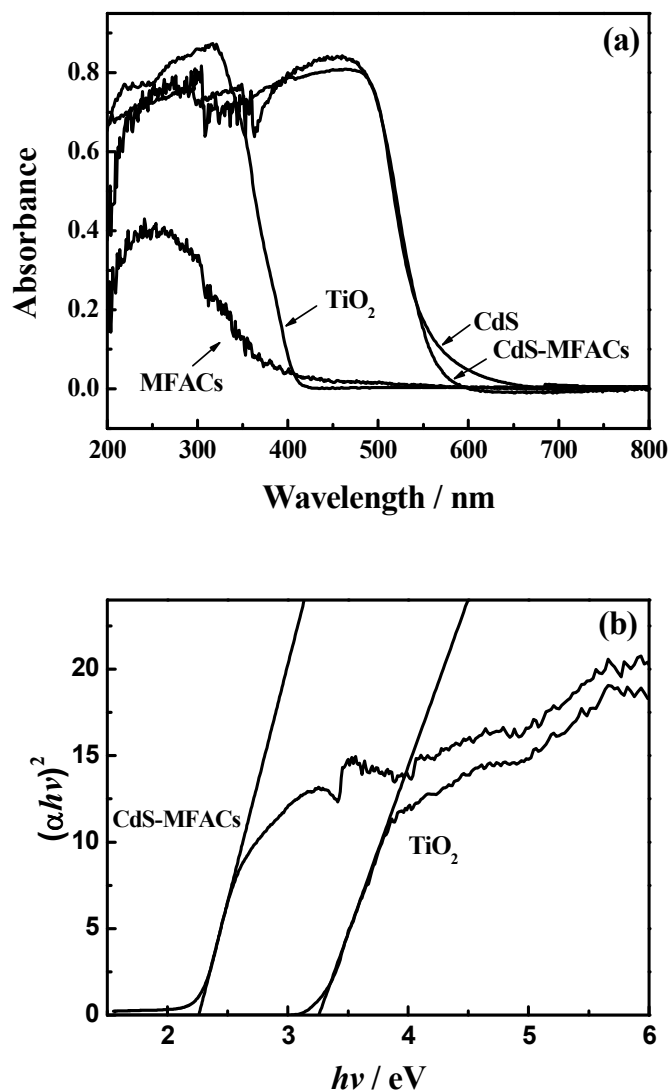 (a)
0.8
0.6
0.4
0.2
0.0
Absorbance
TiO₂
MFACs
CdS
CdS-MFACs
200 300 400 500 600 700 800
Wavelength / nm
(b)
20
15
10
5
0
(αhν)²
CdS-MFACs
TiO₂
2 3 4 5 6
hν / eV